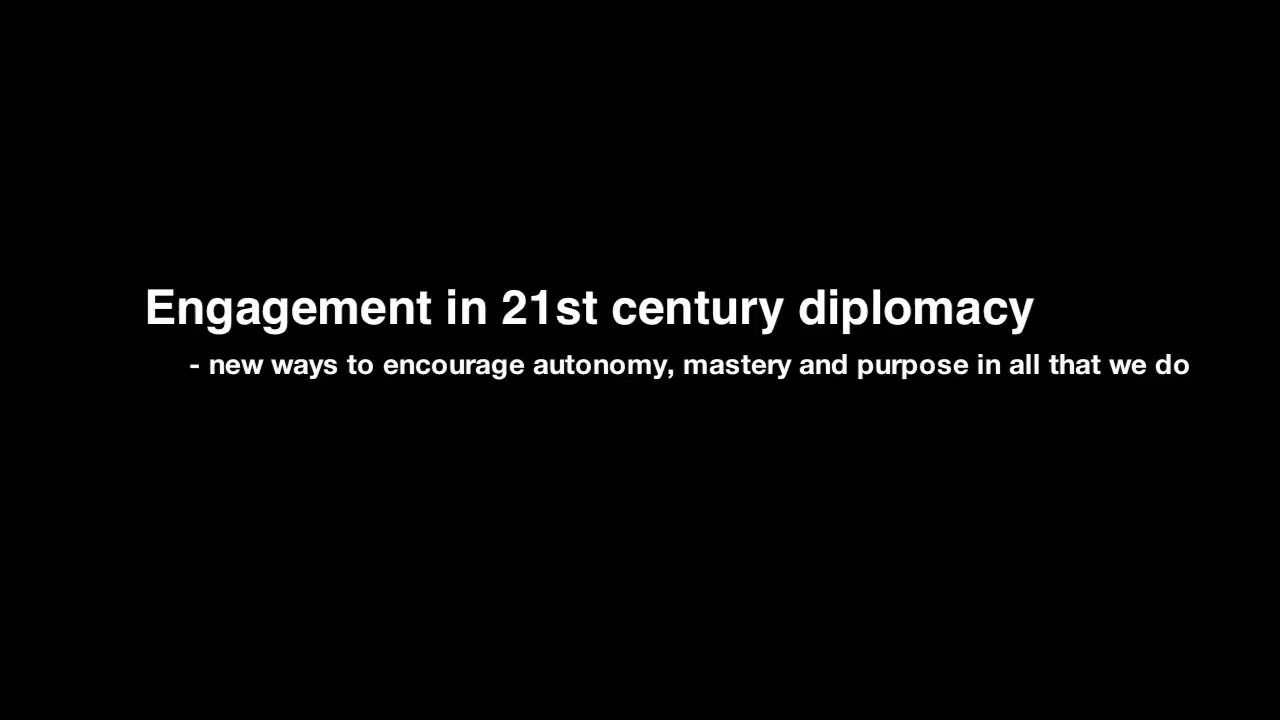 Engagement in 21st century diplomacy
- new ways to encourage autonomy, mastery and purpose in all that we do